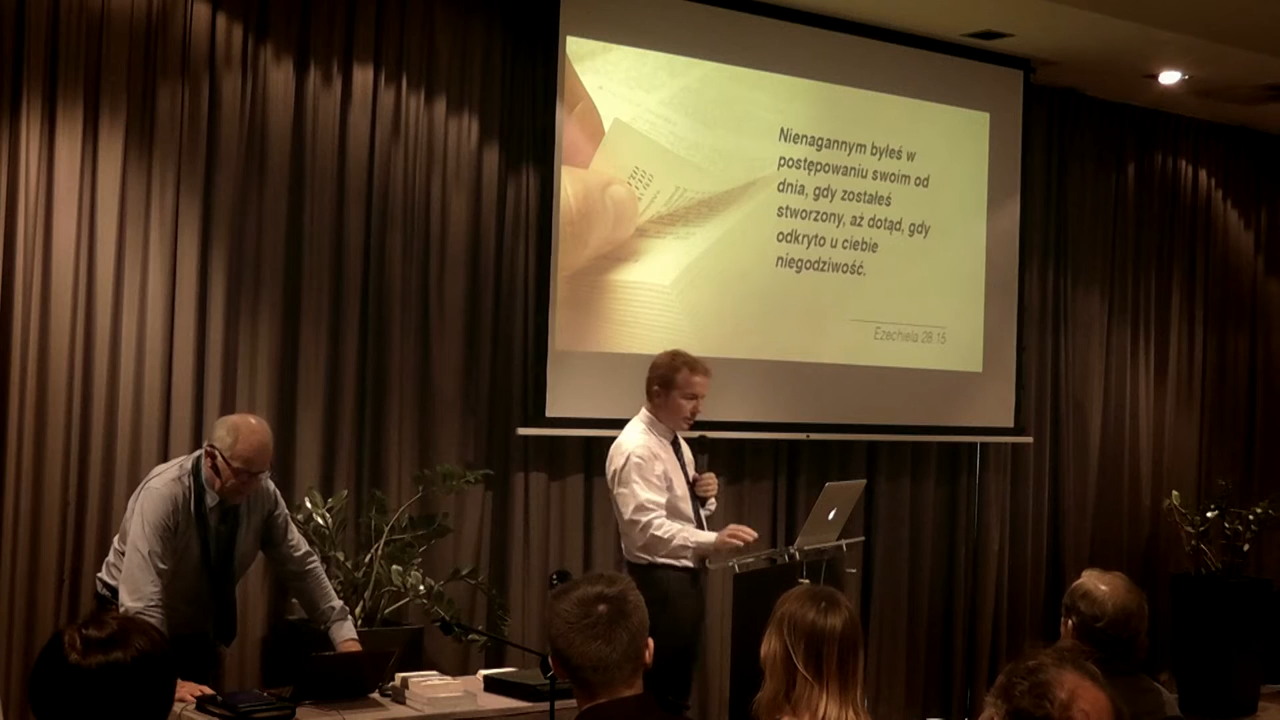 Nienagannym byłeś w
postępowaniu swoim od
dnia, gdy zostałeś
stworzony, aż dotąd, gdy
odkryto u ciebie
niegodziwość.
Ezechiela 28:15